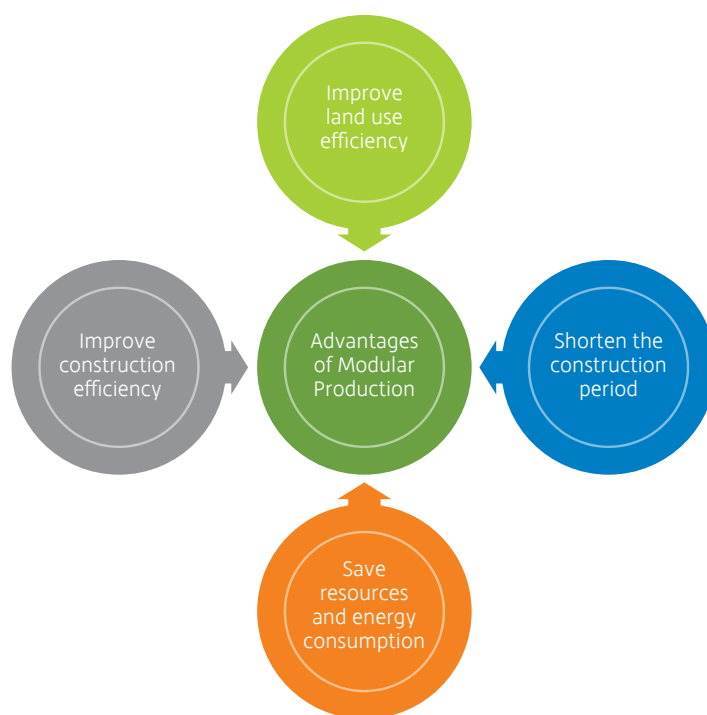 Improve
land use
efficiency
Improve
construction
efficiency
Advantages
of Modular
Production
Shorten the
construction
period
Save
resources
and energy
consumption